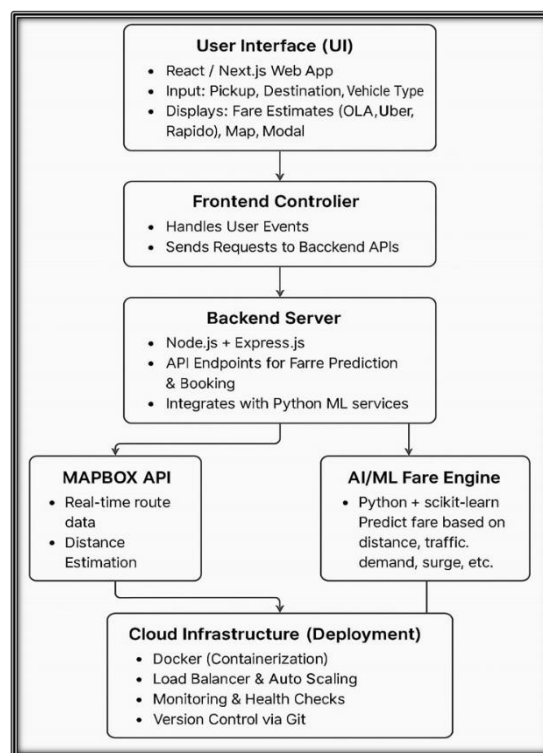 User Interface (UI)
• React / Next.js Web App
• Input: Pickup, Destination, Vehicle Type
• Displays: Fare Estimates (OLA, Uber,
Rapido), Map, Modal
Frontend Controlier
• Handles User Events
• Sends Requests to Bacckend APIs
Backend Server
• Node.js + Express.js
• API Endpoints for Farre Prediction
& Booking
• Integrates with Python ML services
MAPBOX API
• Real-time route
data
• Distance
Estimation
AI/ML Fare Engine
• Python + scikit-learn
Predict fare based on
distance, traffic.
demand, surge, etc.
Cloud Infrastructure (Deployment)
• Docker (Containerization)
• Load Balancer & Auto Scaling
• Monitoring & Health Checks
• Version Control via Git